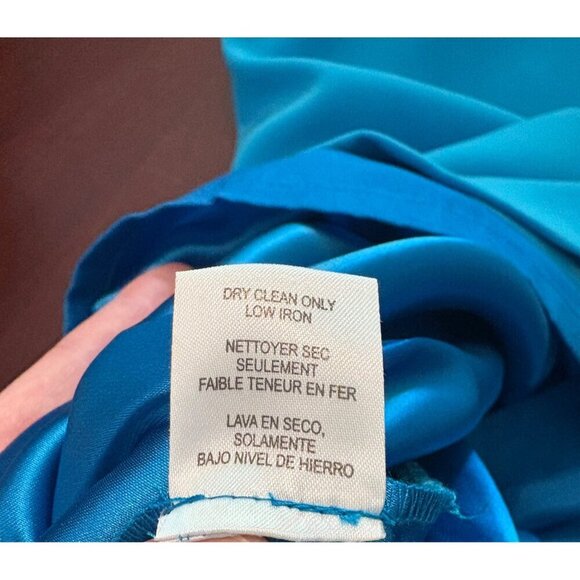 DRY CLEAN ONLY
LOW IRON
NETTOYER SEC
SEULEMENT
FAIBLE TENEUR EN FER
LAVA EN SECO,
SOLAMENTE
BAJO NIVEL DE HIERRO